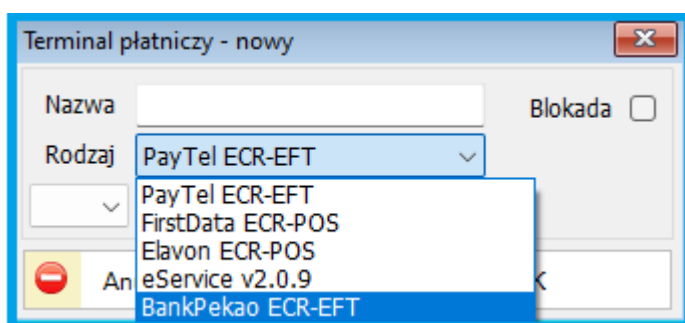 Terminal płatniczy - nowy
Nazwa Blokada
Rodzaj PayTel ECR-EFT
PayTel ECR-EFT
FirstData ECR-POS
Elavon ECR-POS
eService v2.0.9
BankPekao ECR-EFT